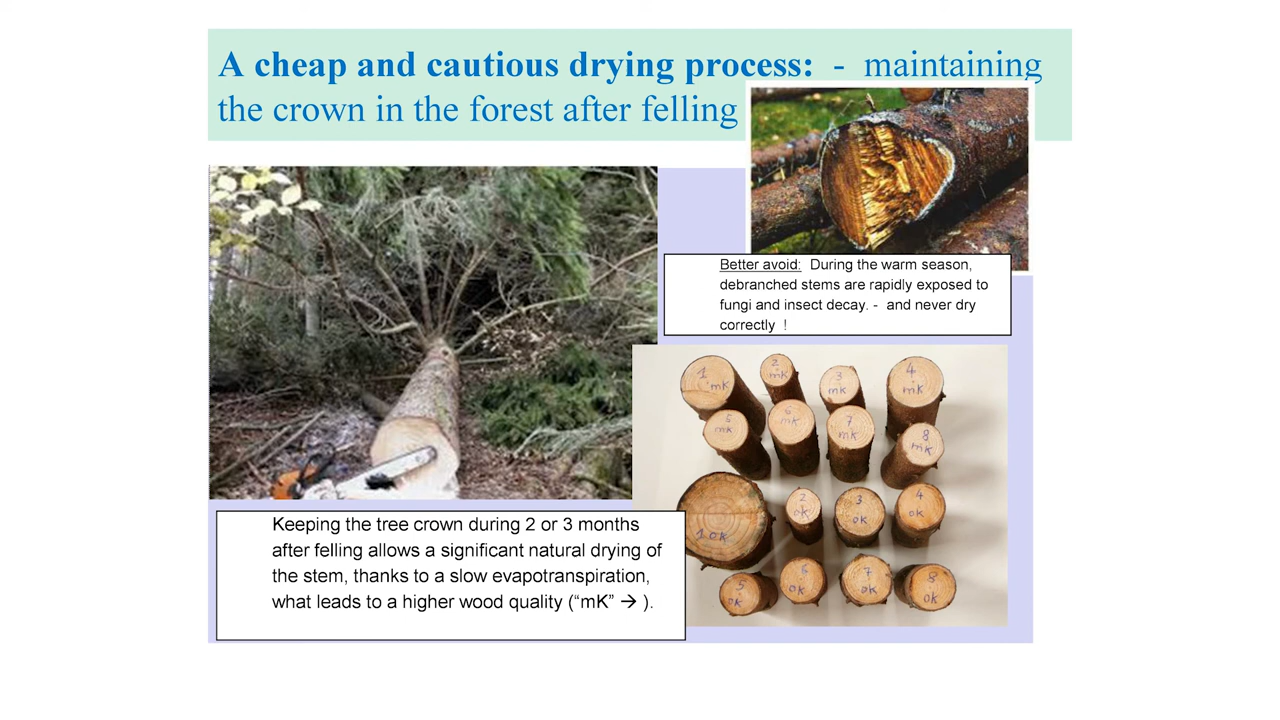 A cheap and cautious drying process: - maintaining
the crown in the forest after felling
Better avoid: During the warm season,
debranched stems are rapidly exposed to
fungi and insect decay. - and never dry
correctly !
1 mK
2 mK
3 mK
4 mK
5 mK
6 mK
7 mK
8 mK
1 ok
2 ok
3 ok
4 ok
5 ok
6 ok
7 ok
8 ok
Keeping the tree crown during 2 or 3 months
after felling allows a significant natural drying of
the stem, thanks to a slow evapotranspiration,
what leads to a higher wood quality (“mK” → ).